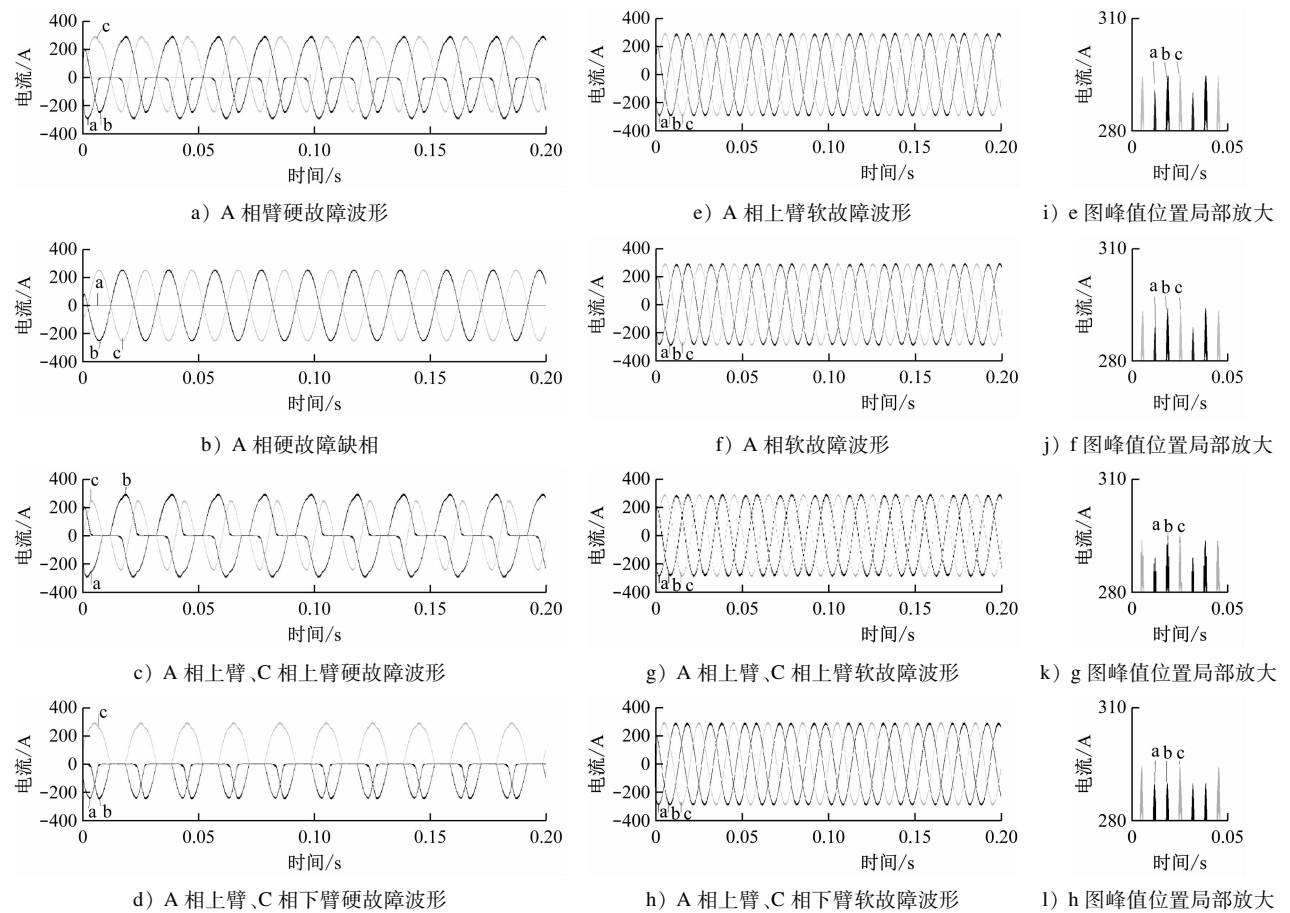 400
200
0
−200
−400
电流/A
c
a b
0
0.05
0.10
0.15
0.20
时间/s
a）A 相臂硬故障波形
400
200
0
−200
−400
电流/A
a b c
0
0.05
0.10
0.15
0.20
时间/s
e）A 相上臂软故障波形
310
280
电流/A
a b c
0
0.05
时间/s
i）e 图峰值位置局部放大
400
200
0
−200
−400
电流/A
a
b c
0
0.05
0.10
0.15
0.20
时间/s
b）A 相硬故障缺相
400
200
0
−200
−400
电流/A
a b c
0
0.05
0.10
0.15
0.20
时间/s
f）A 相软故障波形
310
280
电流/A
a b c
0
0.05
时间/s
j）f 图峰值位置局部放大
400
200
0
−200
−400
电流/A
c b
a
0
0.05
0.10
0.15
0.20
时间/s
c）A 相上臂、C 相上臂硬故障波形
400
200
0
−200
−400
电流/A
a b c
0
0.05
0.10
0.15
0.20
时间/s
g）A 相上臂、C 相上臂软故障波形
310
280
电流/A
a b c
0
0.05
时间/s
k）g 图峰值位置局部放大
400
200
0
−200
−400
电流/A
c
a b
0
0.05
0.10
0.15
0.20
时间/s
d）A 相上臂、C 相下臂硬故障波形
400
200
0
−200
−400
电流/A
a b c
0
0.05
0.10
0.15
0.20
时间/s
h）A 相上臂、C 相下臂软故障波形
310
280
电流/A
a b c
0
0.05
时间/s
l）h 图峰值位置局部放大